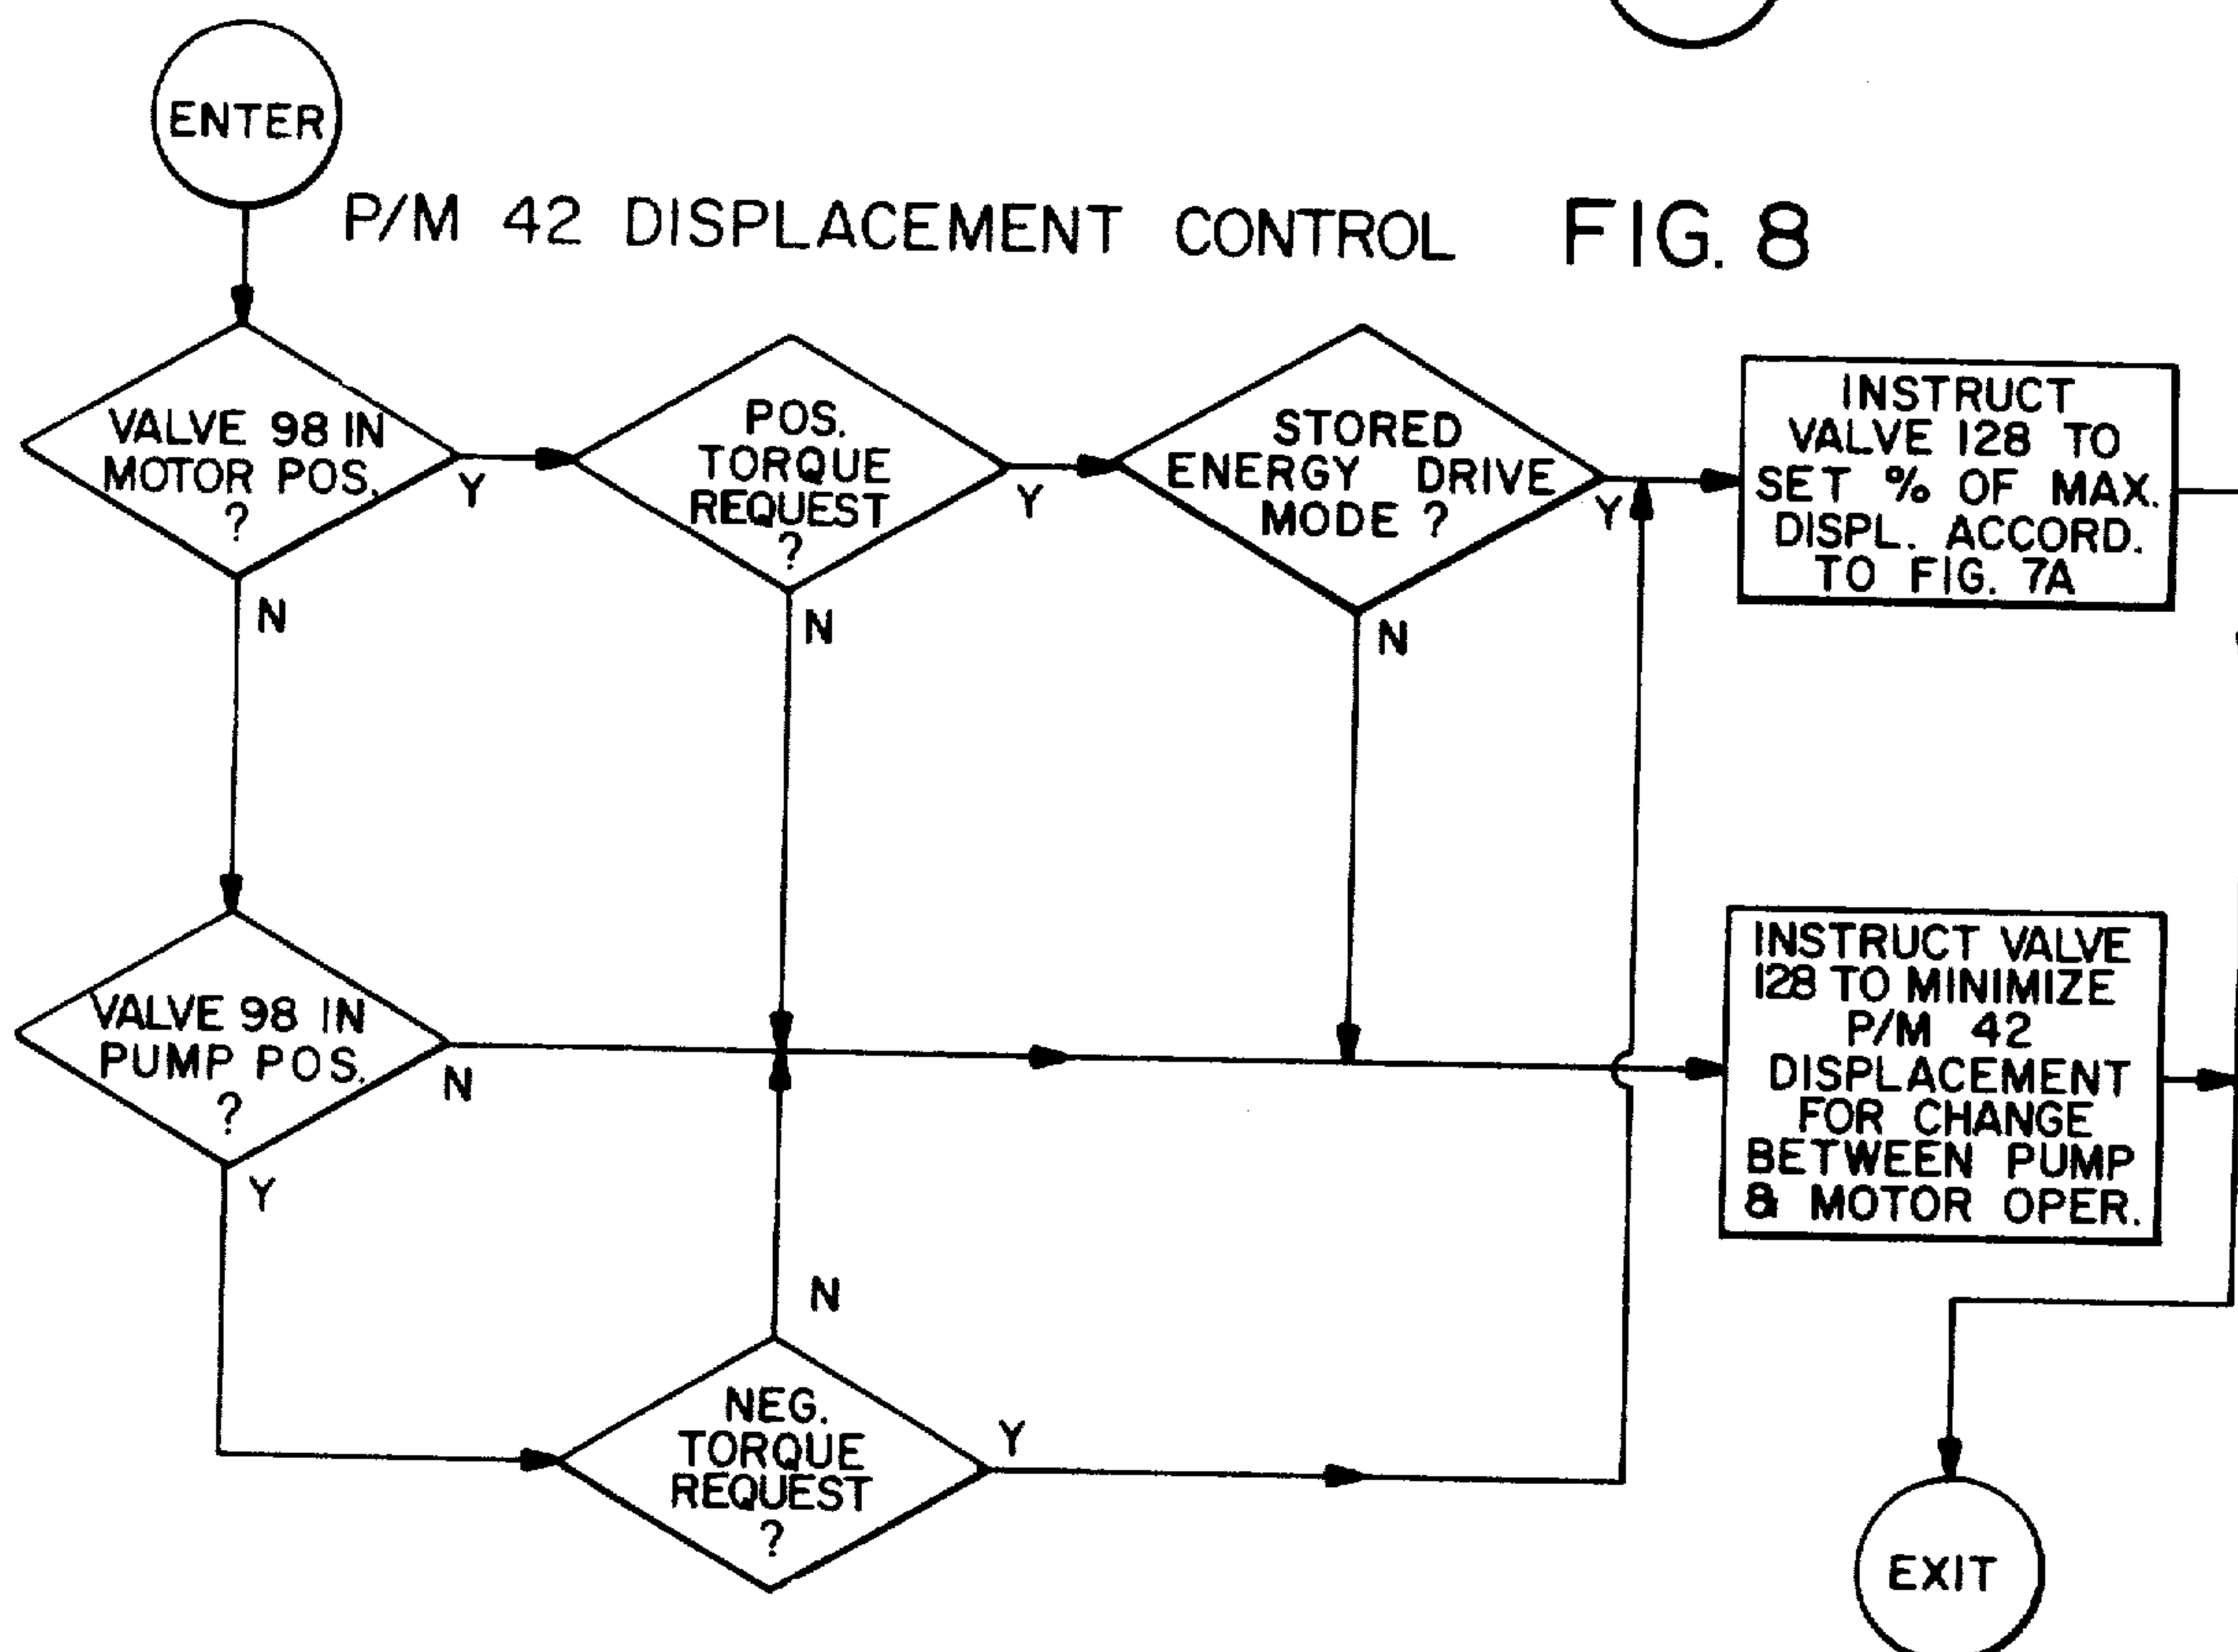 ENTER
P/M 42 DISPLACEMENT CONTROL FIG. 8
VALVE 98 IN
MOTOR POS.
?
Y
N
POS.
TORQUE
REQUEST
?
Y
N
STORED
ENERGY DRIVE
MODE ?
Y
N
INSTRUCT
VALVE 128 TO
SET % OF MAX.
DISPL. ACCORD.
TO FIG. 7A
VALVE 98 IN
PUMP POS.
?
N
Y
INSTRUCT VALVE
128 TO MINIMIZE
P/M 42
DISPLACEMENT
FOR CHANGE
BETWEEN PUMP
& MOTOR OPER.
N
NEG.
TORQUE
REQUEST
?
Y
EXIT